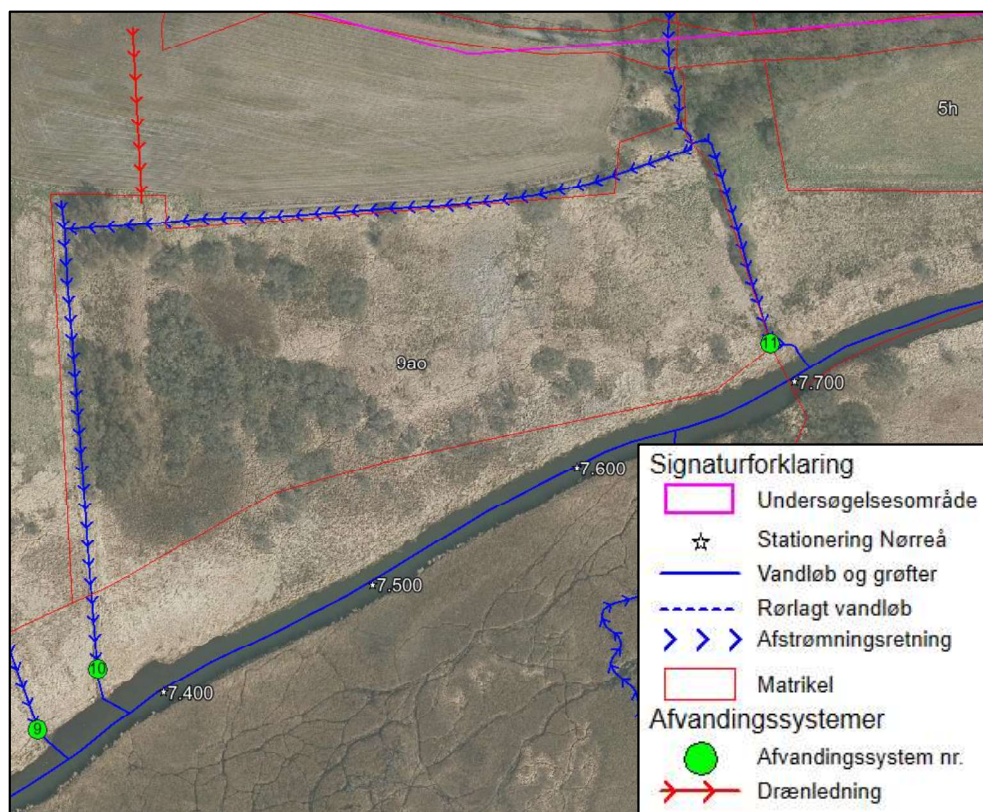 5h
9ao
11
7.700
7.600
7.500
10
7.400
9
Signaturforklaring
Undersøgelsesområde
Stationering Nørreå
Vandløb og grøfter
Rørlagt vandløb
Afstrømningsretning
Matrikel
Afvandingssystemer
Afvandingssystem nr.
Drænledning